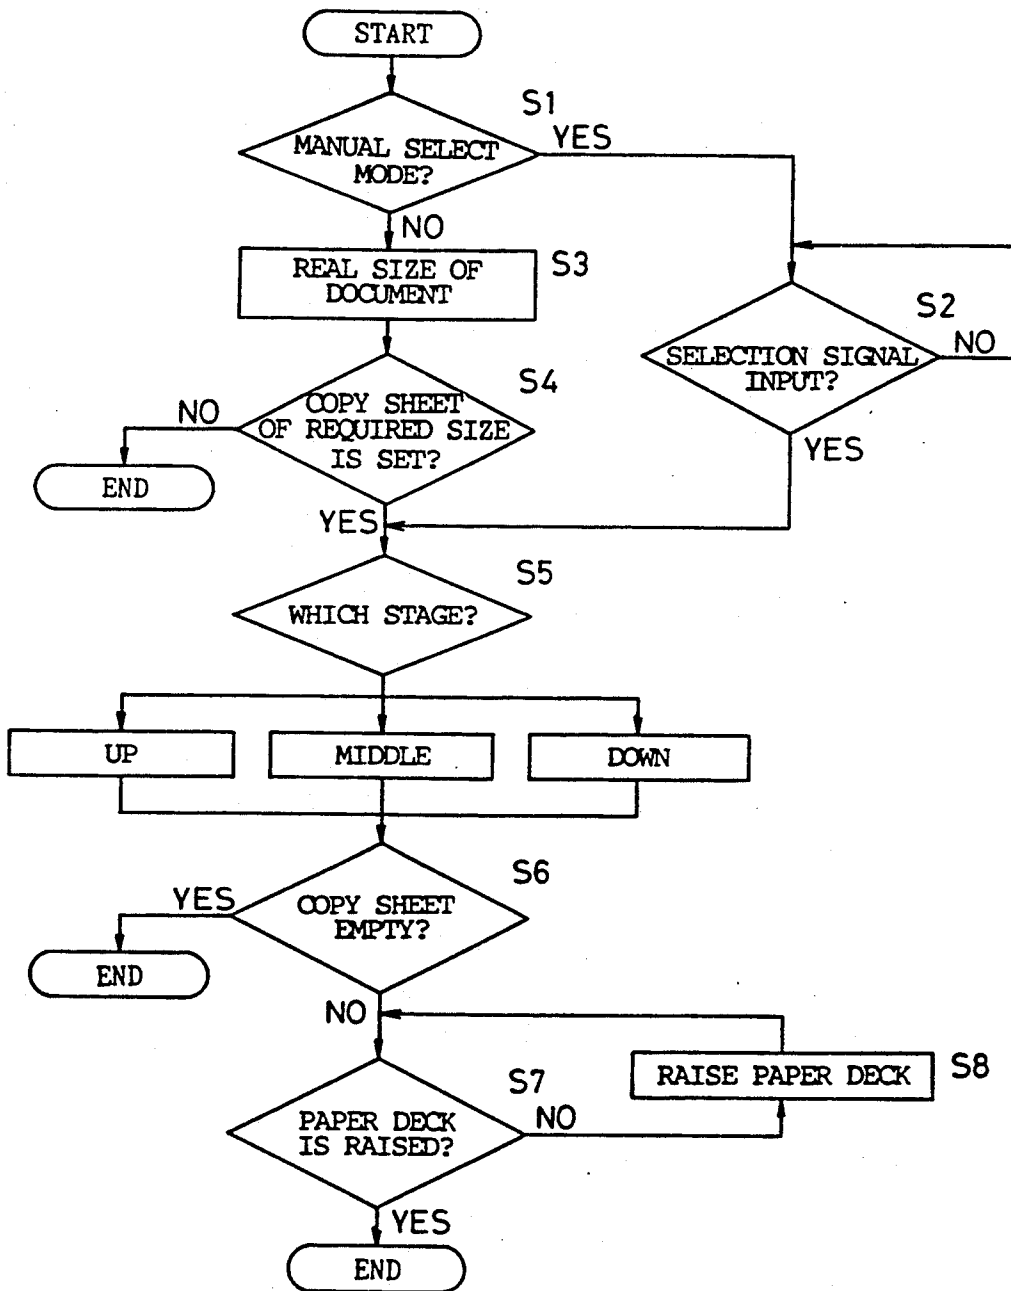 START
S1
MANUAL SELECT
MODE?
YES
NO
REAL SIZE OF
DOCUMENT
S3
S2
SELECTION SIGNAL
INPUT?
NO
YES
S4
COPY SHEET
OF REQUIRED SIZE
IS SET?
NO
END
YES
S5
WHICH STAGE?
UP
MIDDLE
DOWN
S6
COPY SHEET
EMPTY?
YES
END
NO
S7
PAPER DECK
IS RAISED?
NO
RAISE PAPER DECK
S8
YES
END